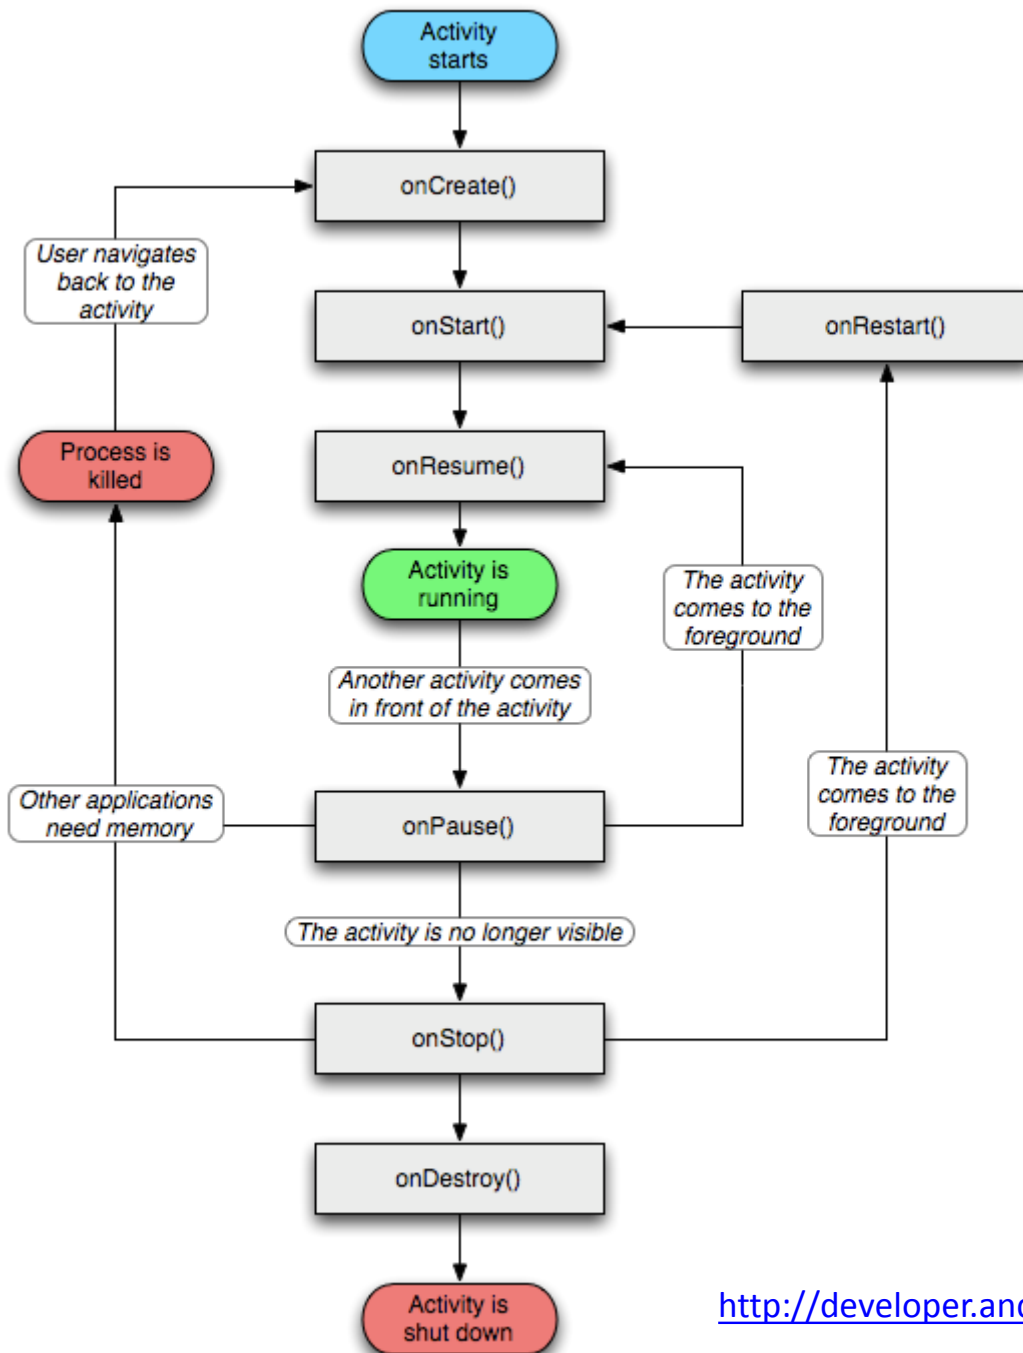 Activity
starts
onCreate()
User navigates
back to the
activity
onStart()
onRestart()
Process is
killed
onResume()
Activity is
running
The activity
comes to the
foreground
Another activity comes
in front of the activity
The activity
comes to the
foreground
Other applications
need memory
onPause()
The activity is no longer visible
onStop()
onDestroy()
Activity is
shut down
http://developer.and